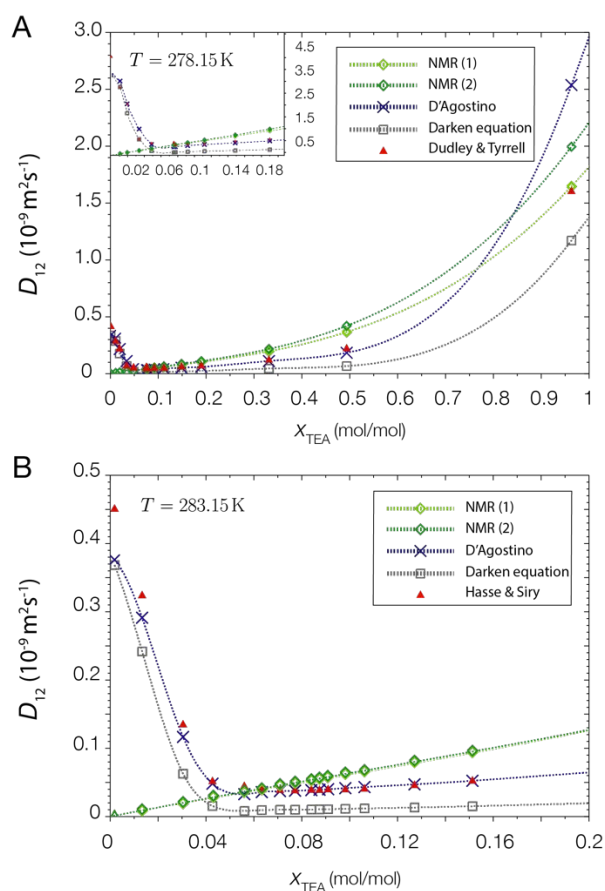 A
T = 278.15 K
4.5
3.5
2.5
1.5
0.5
0.02 0.06 0.1 0.14 0.18
NMR (1)
NMR (2)
D'Agostino
Darken equation
Dudley & Tyrrell
3.0
2.5
2.0
1.5
1.0
0.5
0
D12 (10-9 m2s-1)
0 0.1 0.2 0.3 0.4 0.5 0.6 0.7 0.8 0.9 1
XTEA (mol/mol)
B
T = 283.15 K
NMR (1)
NMR (2)
D'Agostino
Darken equation
Hasse & Siry
0.5
0.4
0.3
0.2
0.1
0
D12 (10-9 m2s-1)
0 0.04 0.08 0.12 0.16 0.2
XTEA (mol/mol)